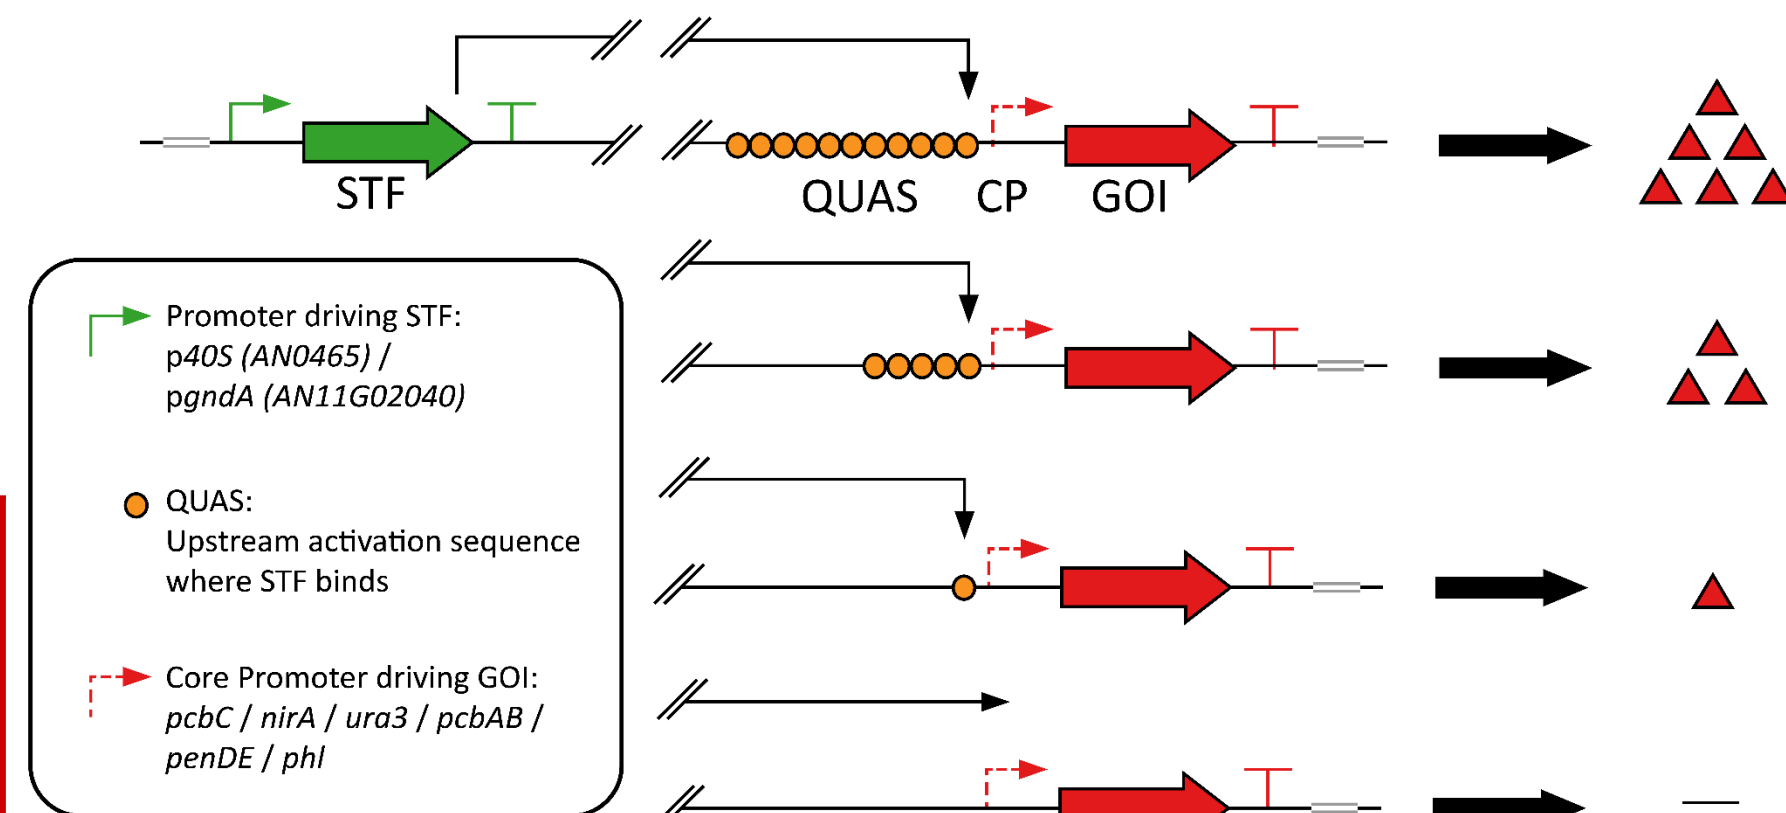 STF
QUAS CP GOI
Promoter driving STF:
p40S (AN0465) /
pgndA (AN11G02040)
QUAS:
Upstream activation sequence
where STF binds
Core Promoter driving GOI:
pcbC / nirA / ura3 / pcbAB /
penDE / phl